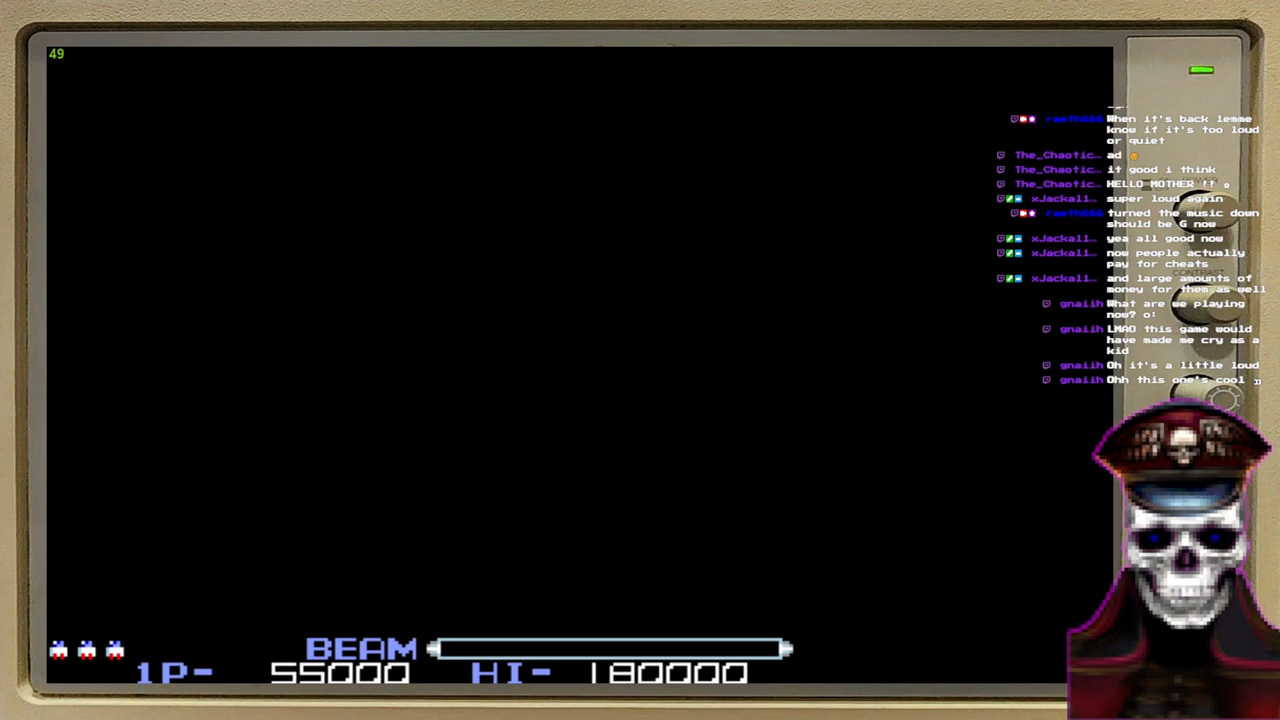 49
raeth666 When it's back lemme
know if it's too loud
or quiet
The_Chaotic… ad
The_Chaotic… it good i think
The_Chaotic… HELLO MOTHER !!
xJackal1… super loud again
raeth666 turned the music down
should be G now
xJackal1… yea all good now
xJackal1… now people actually
pay for cheats
CONTRAST
xJackal1… and large amounts of
money for them as well
gnaiih What are we playing
now? o:
gnaiih LMAO this game would
have made me cry as a
kid
gnaiih Oh it's a little loud
gnaiih Ohh this one's cool :)
BEAM
1P- 55000 HI- 180000